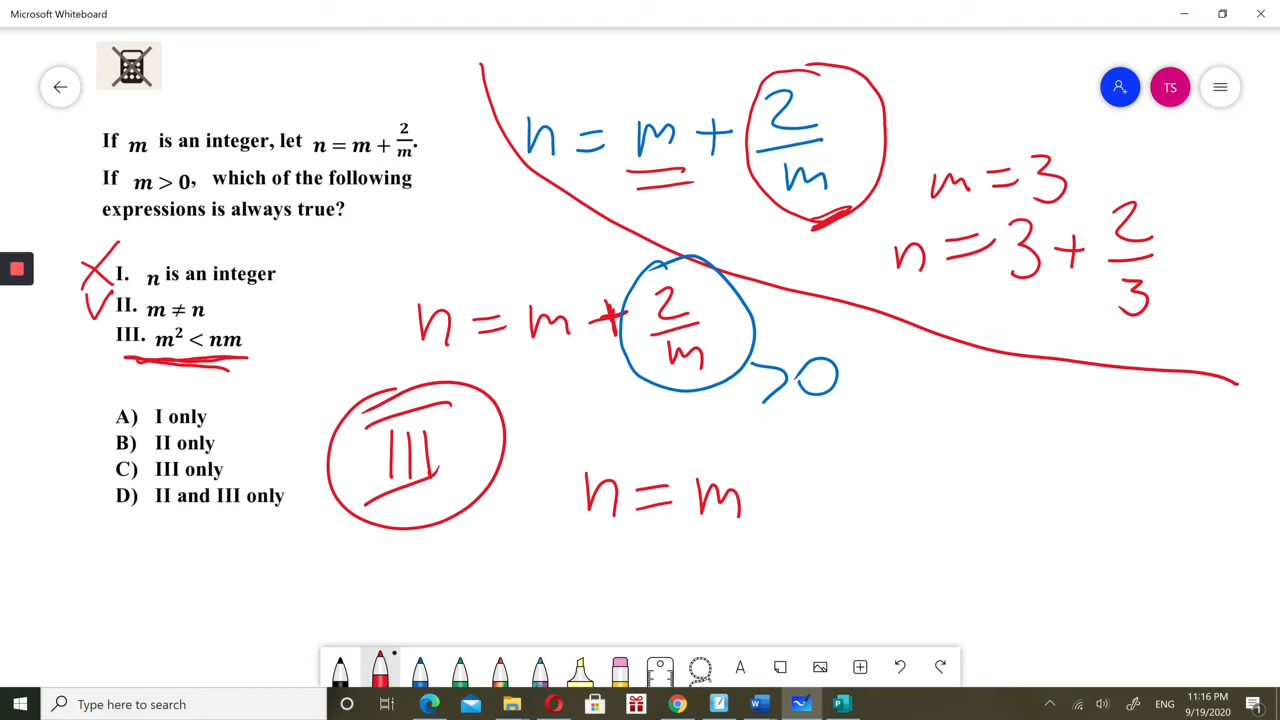 Microsoft Whiteboard
TS
If m is an integer, let n = m + 2/m.
If m > 0, which of the following
expressions is always true?
I. n is an integer
II. m ≠ n
III. m² < nm
A) I only
B) II only
C) III only
D) II and III only
n = m + 2/m
m = 3
n = 3 + 2/3
n = m + 2/m
>0
III
n = m
A
Type here to search
ENG
11:16 PM
9/19/2020
1